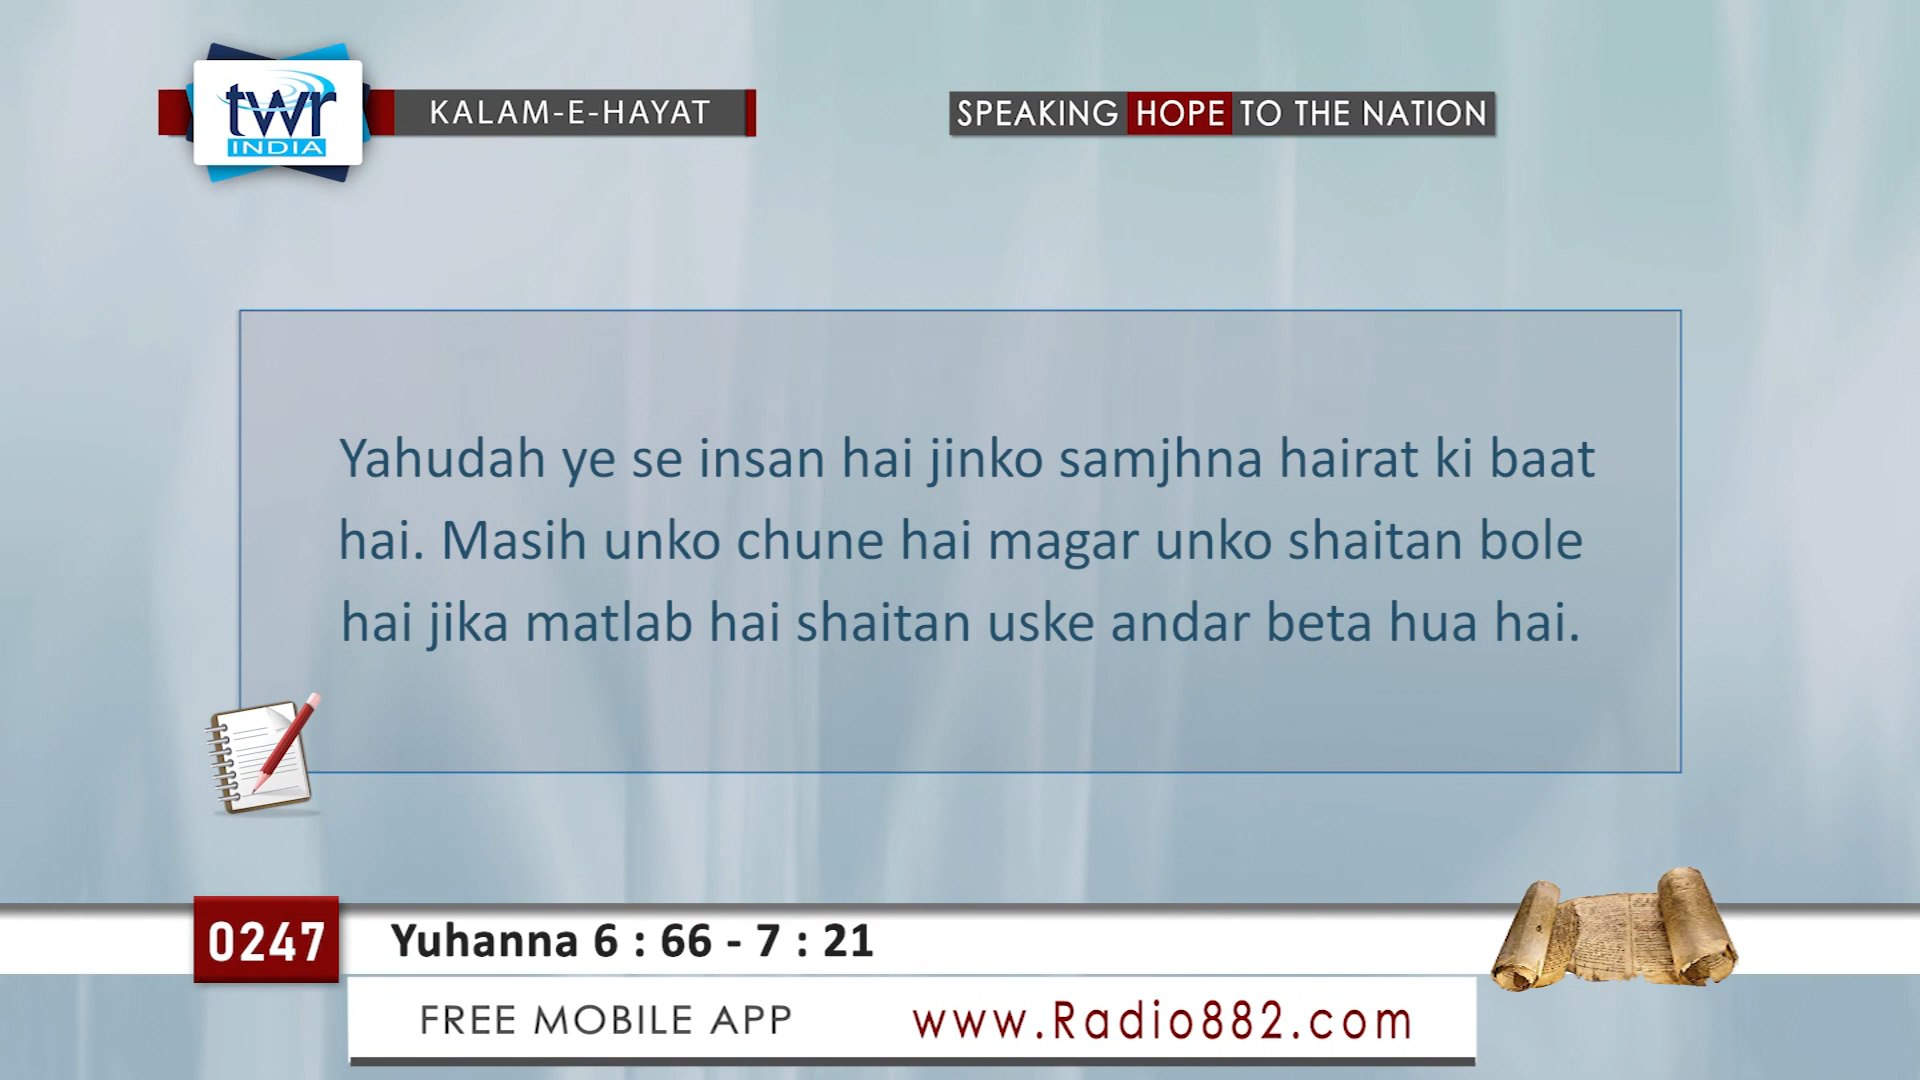 twr
INDIA
KALAM-E-HAYAT
SPEAKING HOPE TO THE NATION
Yahudah ye se insan hai jinko samjhna hairat ki baat
hai. Masih unko chune hai magar unko shaitan bole
hai jika matlab hai shaitan uske andar beta hua hai.
0247
Yuhanna 6 : 66 - 7 : 21
FREE MOBILE APP
www.Radio882.com